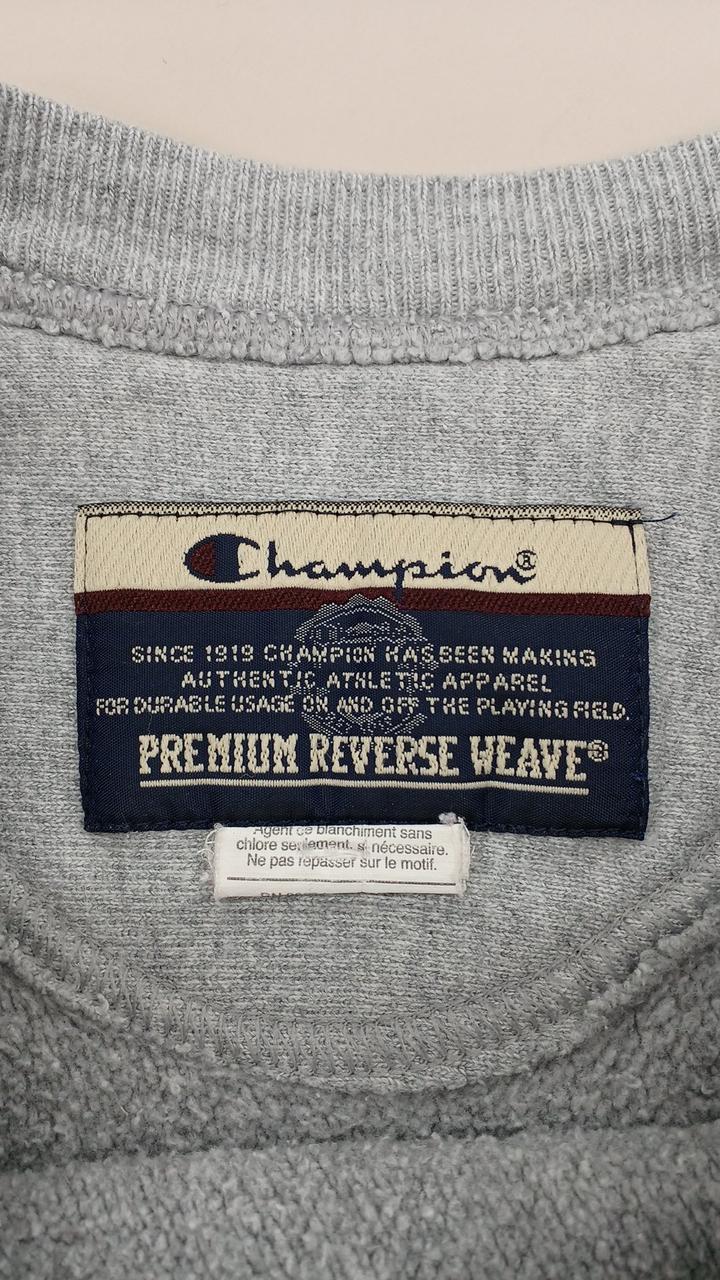 Champion®
SINCE 1919 CHAMPION HAS BEEN MAKING
AUTHENTIC ATHLETIC APPAREL
FOR DURABLE USAGE ON AND OFF THE PLAYING FIELD.
PREMIUM REVERSE WEAVE®
Agent de blanchiment sans
chlore seulement, si nécessaire.
Ne pas repasser sur le motif.